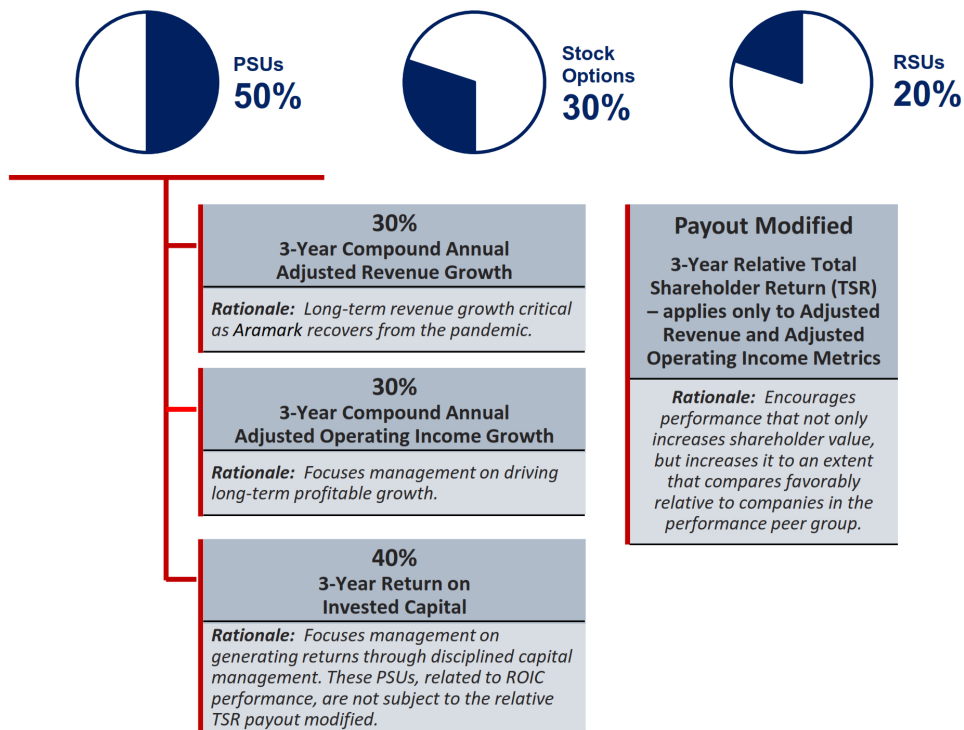 PSUs
50%
Stock
Options
30%
RSUs
20%
30%
3-Year Compound Annual
Adjusted Revenue Growth
Rationale: Long-term revenue growth critical
as Aramark recovers from the pandemic.
30%
3-Year Compound Annual
Adjusted Operating Income Growth
Rationale: Focuses management on driving
long-term profitable growth.
40%
3-Year Return on
Invested Capital
Rationale: Focuses management on
generating returns through disciplined capital
management. These PSUs, related to ROIC
performance, are not subject to the relative
TSR payout modified.
Payout Modified
3-Year Relative Total
Shareholder Return (TSR)
– applies only to Adjusted
Revenue and Adjusted
Operating Income Metrics
Rationale: Encourages
performance that not only
increases shareholder value,
but increases it to an extent
that compares favorably
relative to companies in the
performance peer group.